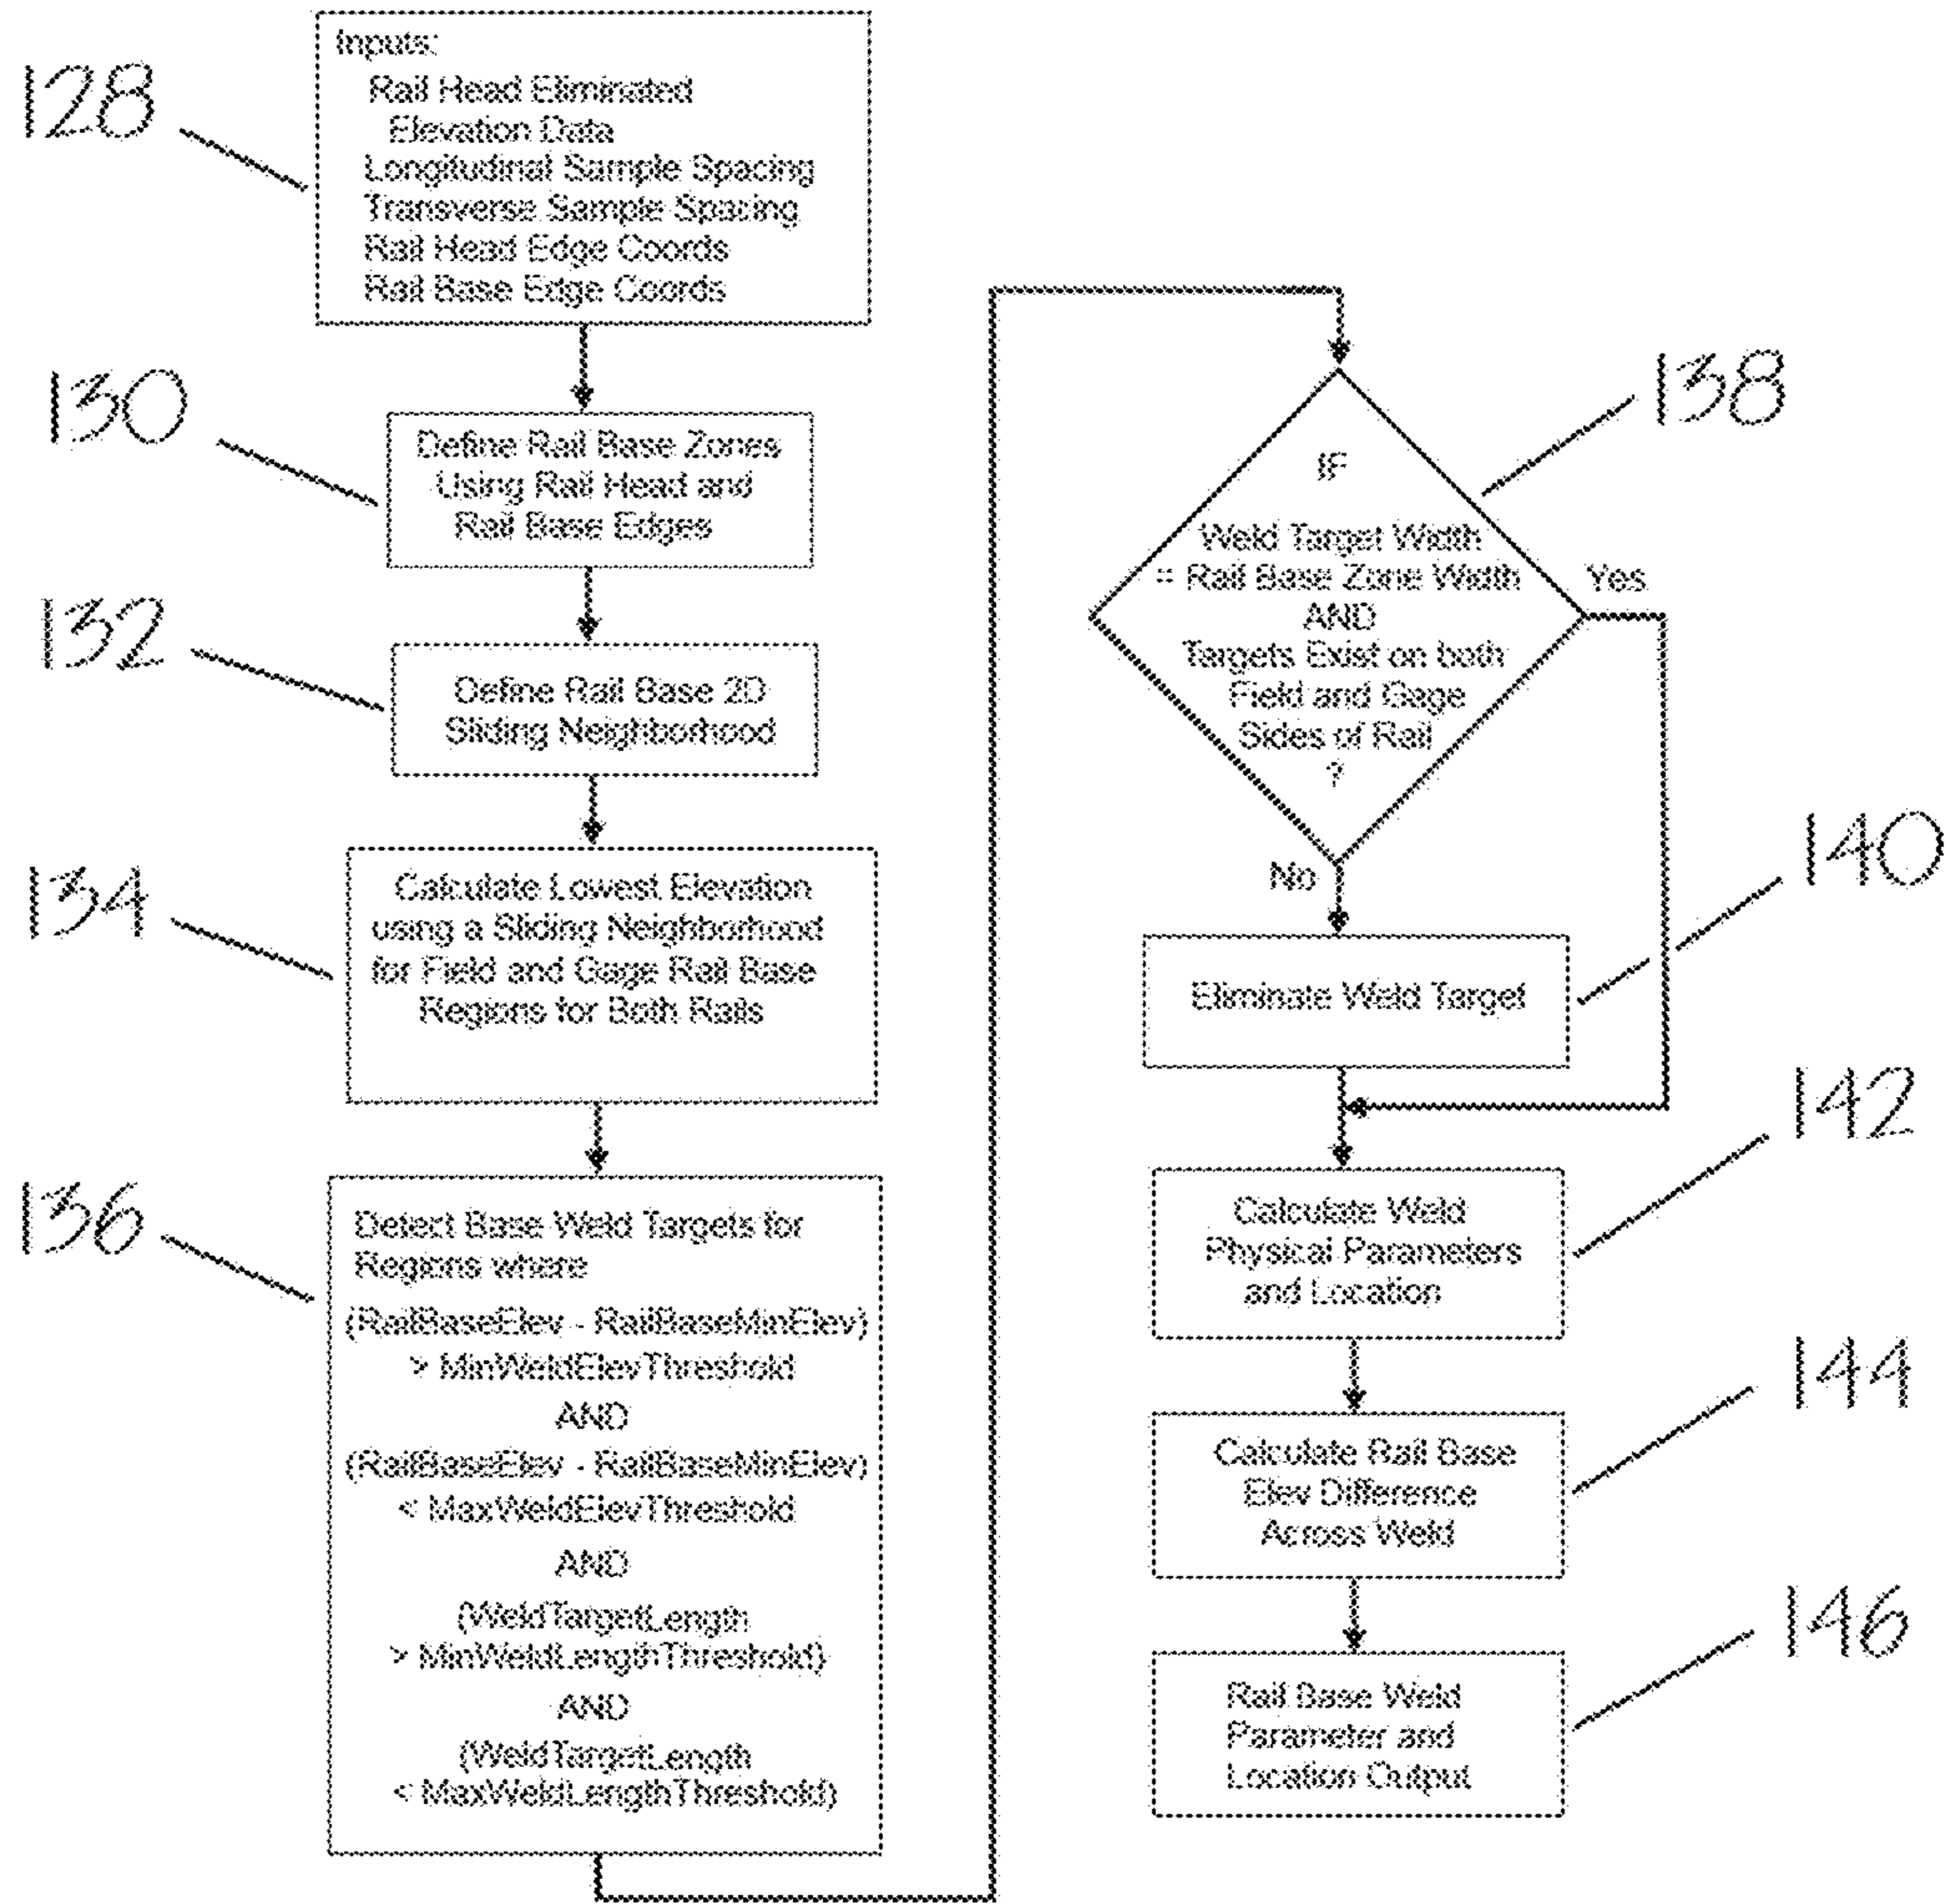 128
Inputs:
Rail Head Eliminated
Elevation Data
Longitudinal Sample Spacing
Transverse Sample Spacing
Rail Head Edge Coords
Rail Base Edge Coords
130
Define Rail Base Zones
Using Rail Head and
Rail Base Edges
132
Define Rail Base 2D
Sliding Neighborhood
134
Calculate Lowest Elevation
using a Sliding Neighborhood
for Field and Gage Rail Base
Regions for Both Rails
136
Detect Base Weld Targets for
Regions where
(RailBaseElev - RailBaseMinElev)
> MinWeldElevThreshold
AND
(RailBaseElev - RailBaseMinElev)
< MaxWeldElevThreshold
AND
(WeldTargetLength
> MinWeldLengthThreshold)
AND
(WeldTargetLength
< MaxWeldLengthThreshold)
138
IF
Weld Target Width
= Rail Base Zone Width
AND
Targets Exist on both
Field and Gage
Sides of Rail
?
Yes
No
140
Eliminate Weld Target
142
Calculate Weld
Physical Parameters
and Location
144
Calculate Rail Base
Elev Difference
Across Weld
146
Rail Base Weld
Parameter and
Location Output